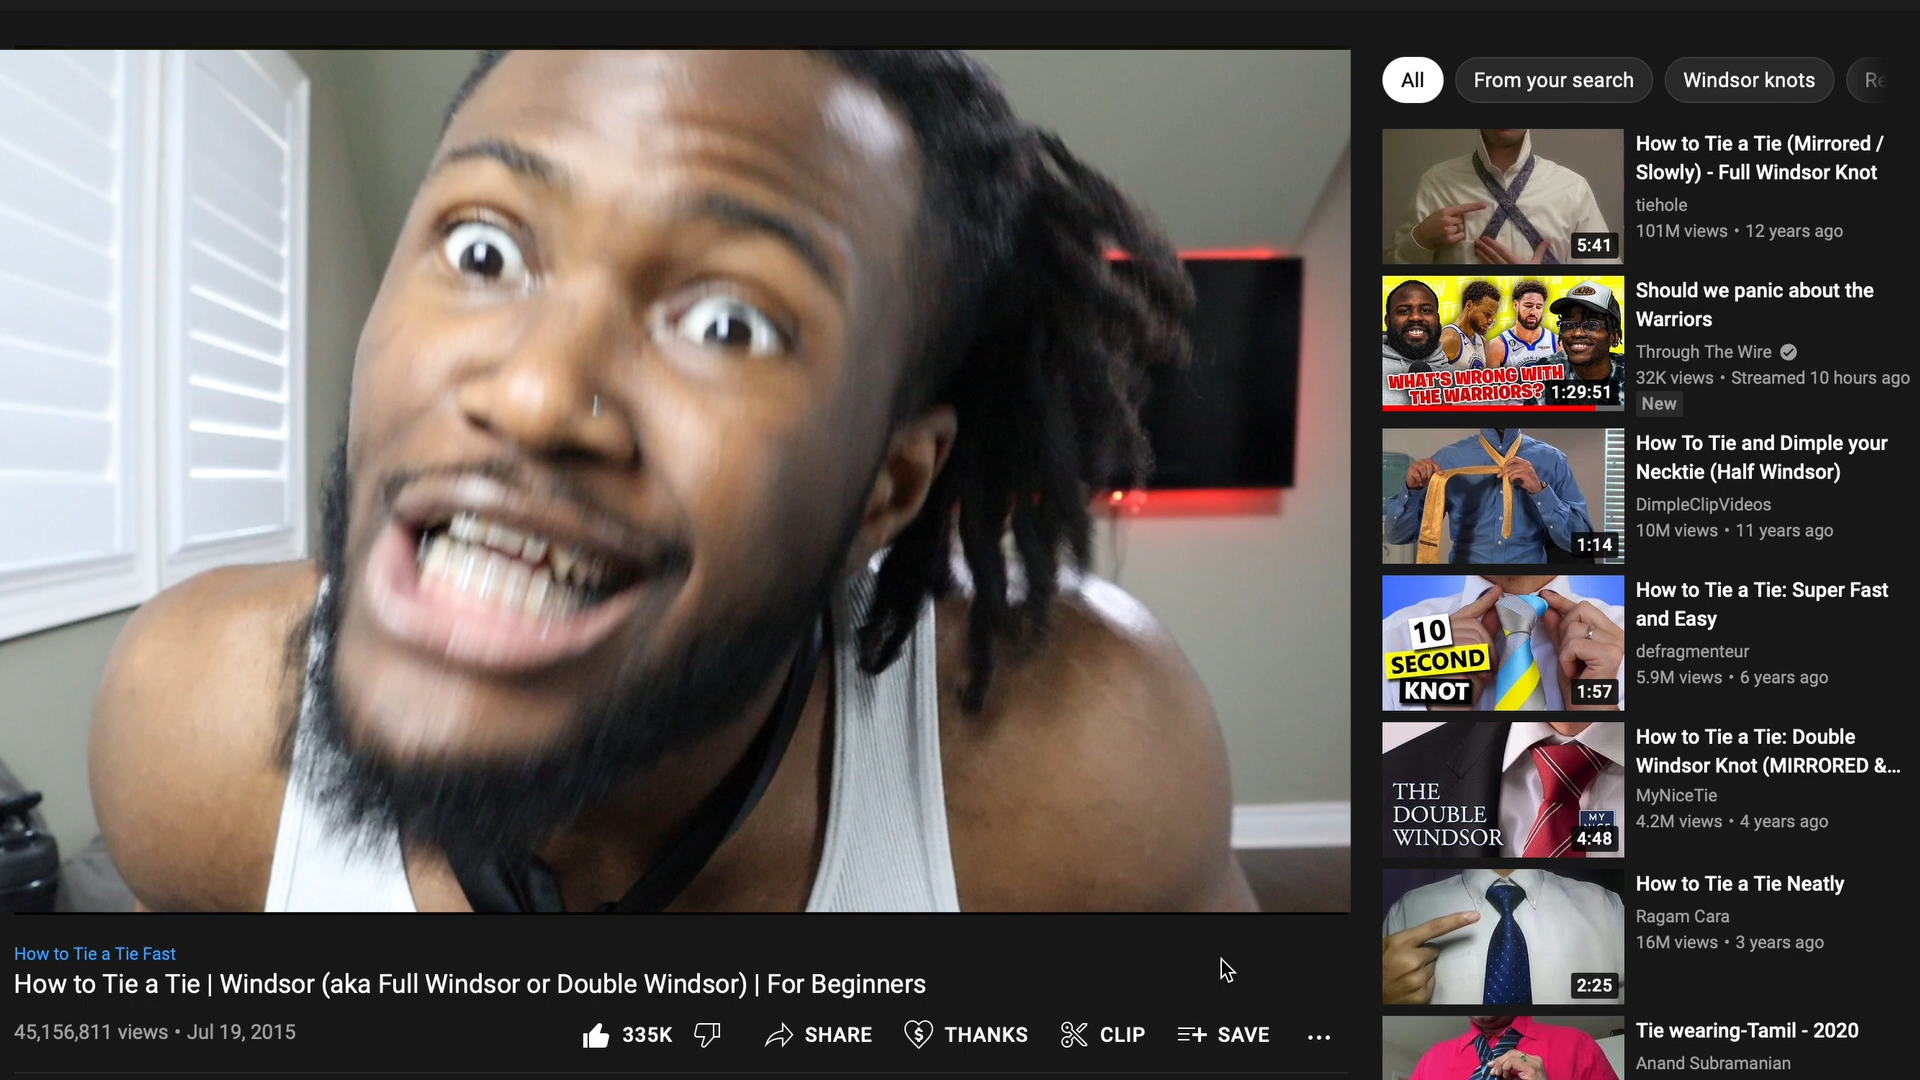 All
From your search
Windsor knots
Re
How to Tie a Tie (Mirrored /
Slowly) - Full Windsor Knot
tiehole
101M views • 12 years ago
5:41
Should we panic about the
Warriors
Through The Wire
32K views • Streamed 10 hours ago
New
WHAT'S WRONG WITH
THE WARRIORS?
1:29:51
How To Tie and Dimple your
Necktie (Half Windsor)
DimpleClipVideos
10M views • 11 years ago
1:14
How to Tie a Tie: Super Fast
and Easy
defragmenteur
5.9M views • 6 years ago
10
SECOND
KNOT
1:57
How to Tie a Tie: Double
Windsor Knot (MIRRORED &...
MyNiceTie
4.2M views • 4 years ago
THE
DOUBLE
WINDSOR
MY
4:48
How to Tie a Tie Neatly
Ragam Cara
16M views • 3 years ago
2:25
Tie wearing-Tamil - 2020
Anand Subramanian
How to Tie a Tie Fast
How to Tie a Tie | Windsor (aka Full Windsor or Double Windsor) | For Beginners
45,156,811 views • Jul 19, 2015
335K
SHARE
THANKS
CLIP
SAVE